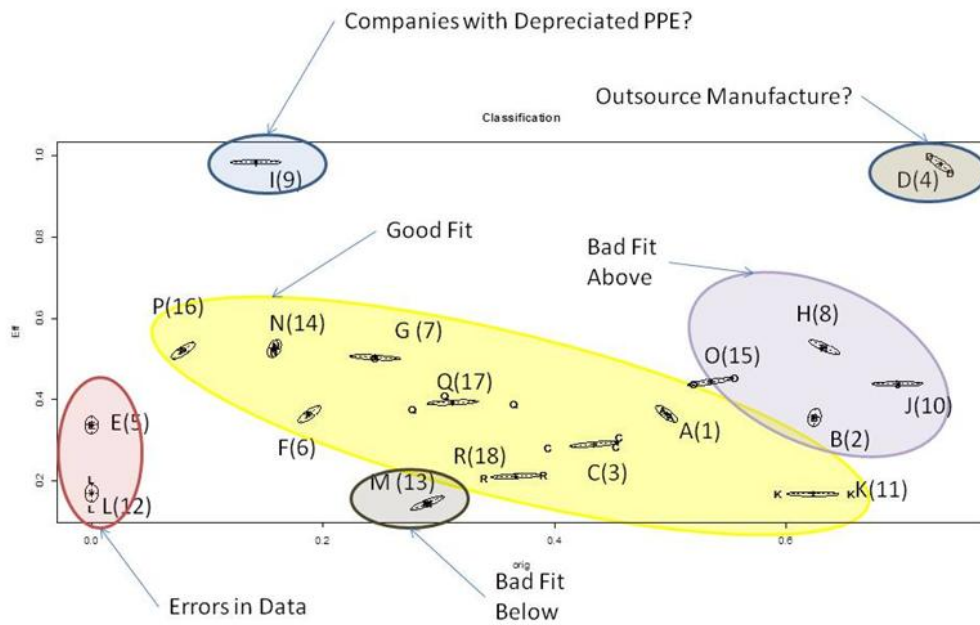 Companies with Depreciated PPE?
Outsource Manufacture?
Classification
1.0
I(9)
D(4)
Good Fit
Bad Fit
Above
0.8
P(16)
N(14)
G (7)
H(8)
0.6
Eff
O(15)
Q(17)
Q
Q
Q
J(10)
0.4
E(5)
F(6)
A(1)
B(2)
R(18)
C
C
C
C(3)
0.2
L
L(12)
L
M (13)
R
R
K
K
K(11)
0.0
0.2
0.4
0.6
orig
Errors in Data
Bad Fit
Below